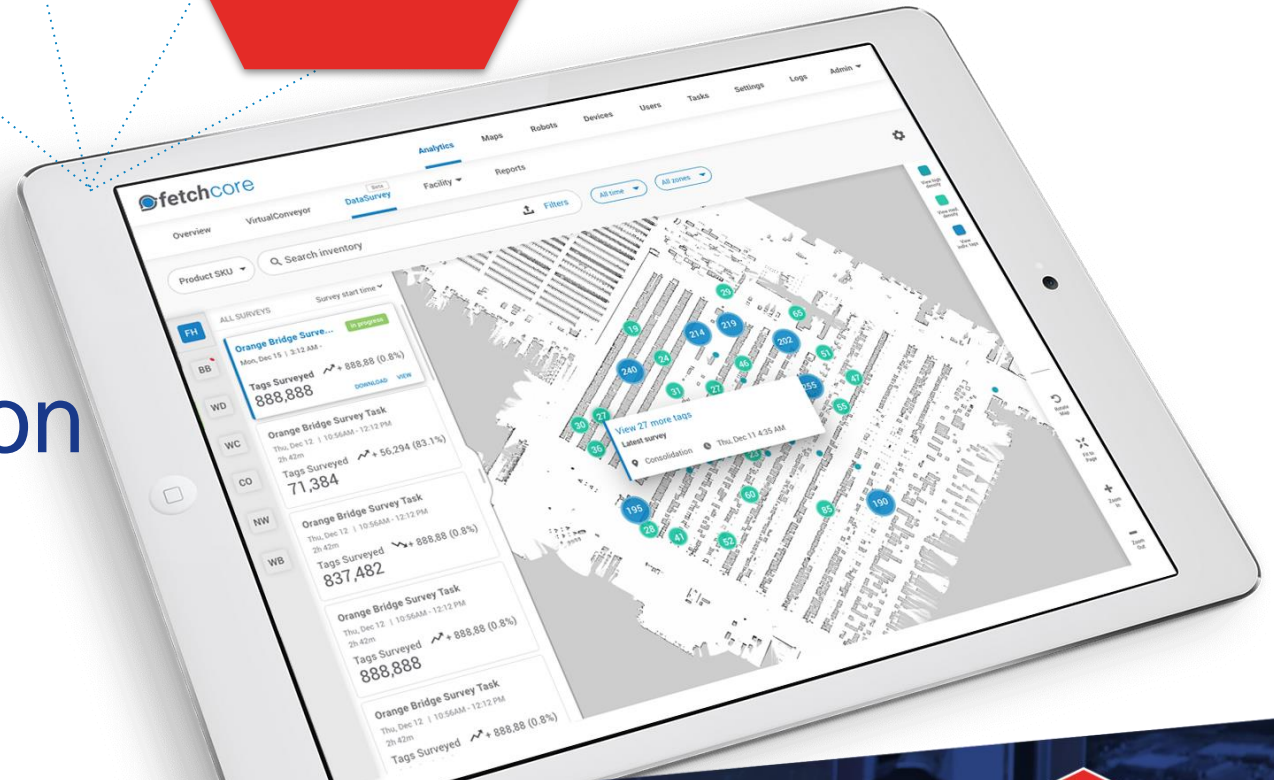 on
fetchcore
Analytics Maps Robots Devices Users Tasks Settings Logs Admin
Overview VirtualConveyor DataSurvey Beta Facility Reports
Product SKU Search inventory Filters All time All zones
FH
BB
WD
WC
CO
NW
WB
ALL SURVEYS Survey start time
Orange Bridge Surve... In progress
Mon, Dec 15 | 3:12 AM -
Tags Surveyed + 888,88 (0.8%)
888,888 DOWNLOAD VIEW
Orange Bridge Survey Task
Thu, Dec 12 | 10:56AM - 12:12 PM
2h 42m
Tags Surveyed + 56,294 (83.1%)
71,384
Orange Bridge Survey Task
Thu, Dec 12 | 10:56AM - 12:12 PM
2h 42m
Tags Surveyed + 888,88 (0.8%)
837,482
Orange Bridge Survey Task
Thu, Dec 12 | 10:56AM - 12:12 PM
2h 42m
Tags Surveyed + 888,88 (0.8%)
888,888
Orange Bridge Survey Task
Thu, Dec 12 | 10:56AM - 12:12 PM
2h 42m
Tags Surveyed + 888,88 (0.8%)
29
65
19
214
219
202
24
46
51
240
31
27
255
47
55
30
27
36
View 27 more tags
Latest survey
Consolidation Thu, Dec 11 4:35 AM
23
60
195
28
41
52
85
190
View high
density
View med.
density
View
indiv. tags
Rotate
Map
Fit to
Page
Zoom
In
Zoom
Out